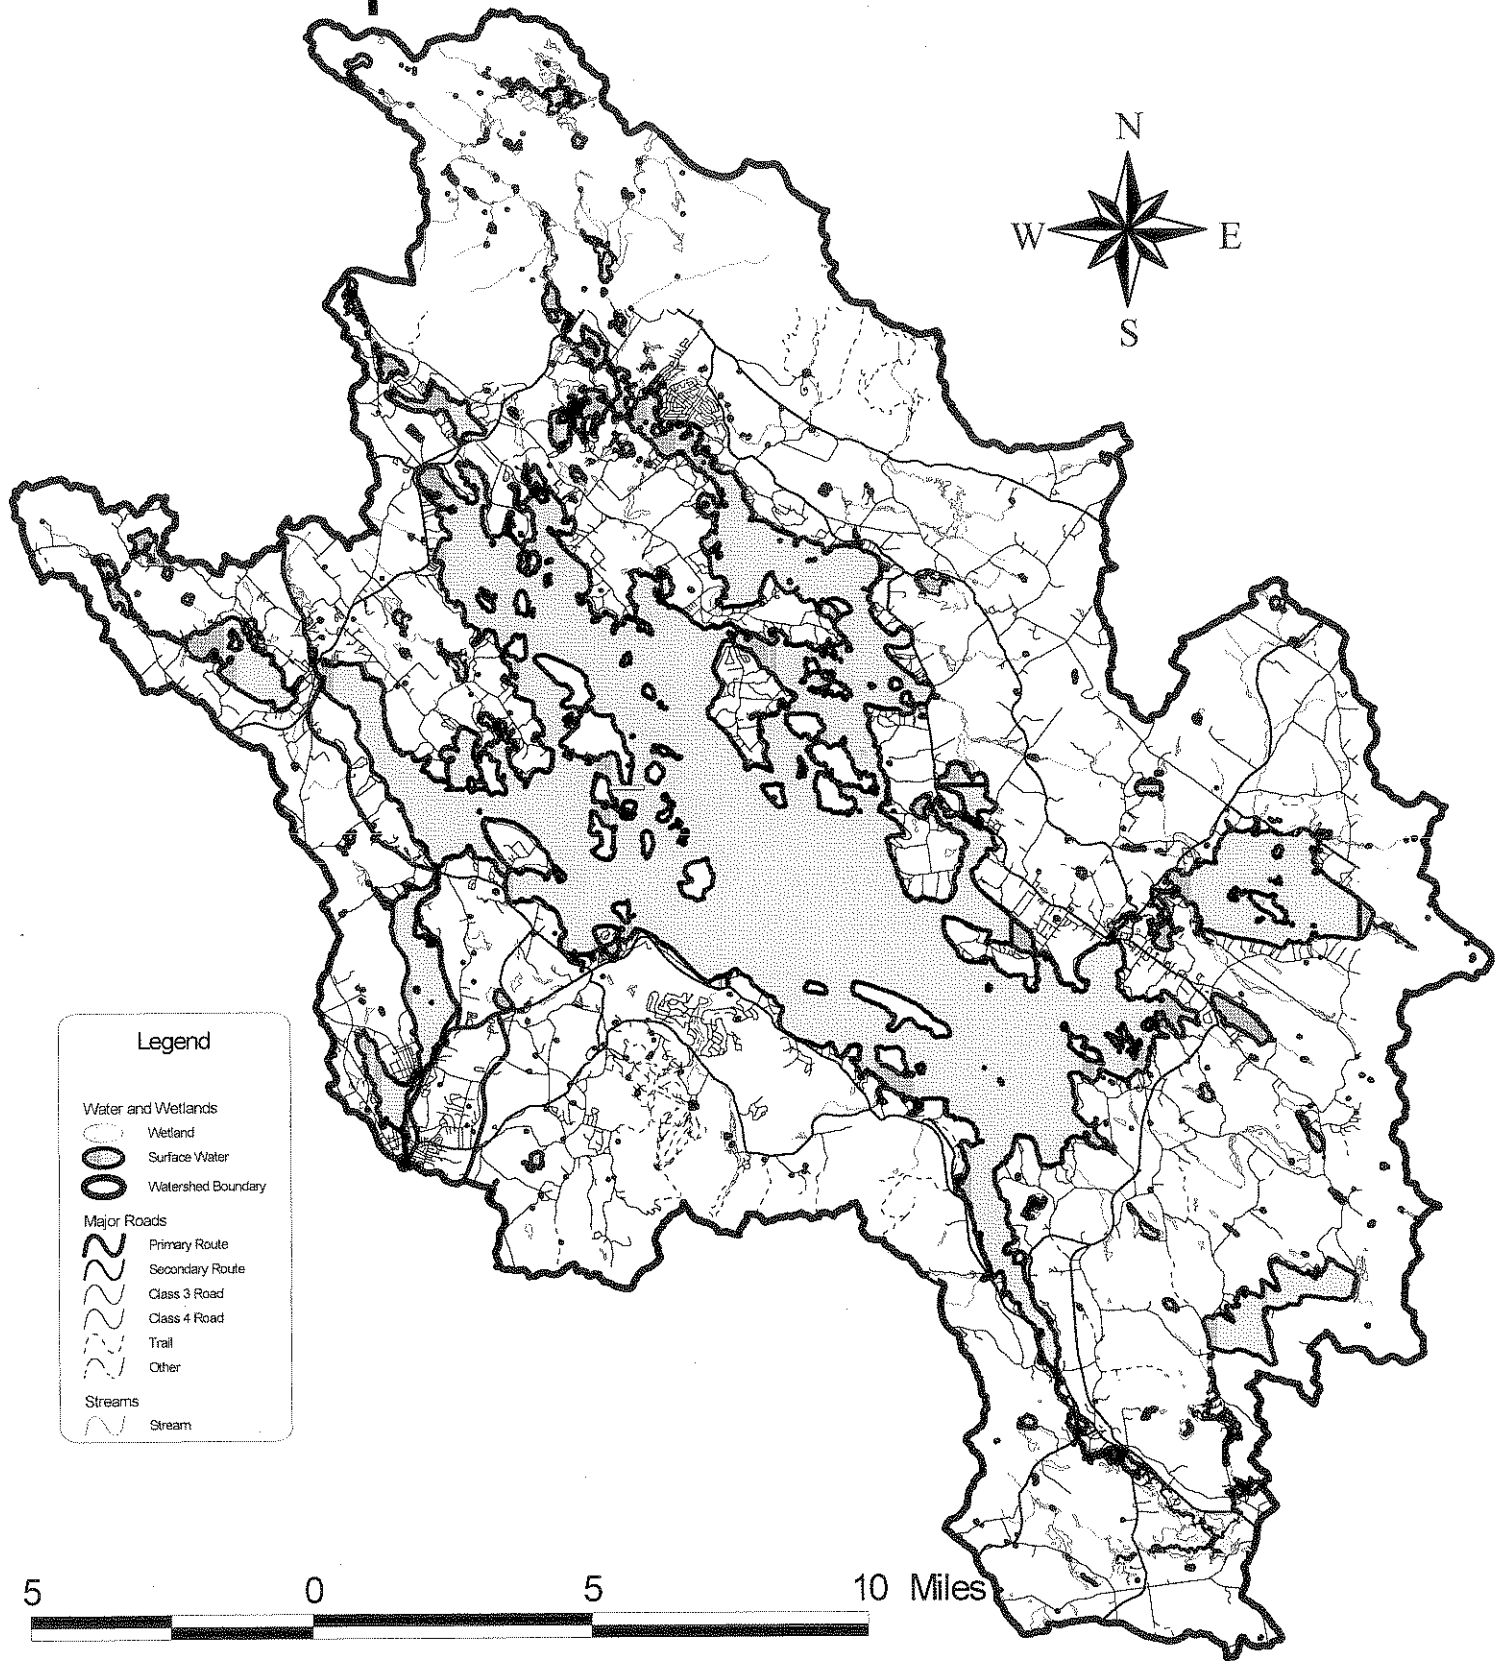 N
W E
S
Legend
Water and Wetlands
Wetland
Surface Water
Watershed Boundary
Major Roads
Primary Route
Secondary Route
Class 3 Road
Class 4 Road
Trail
Other
Streams
Stream
5 0 5 10 Miles